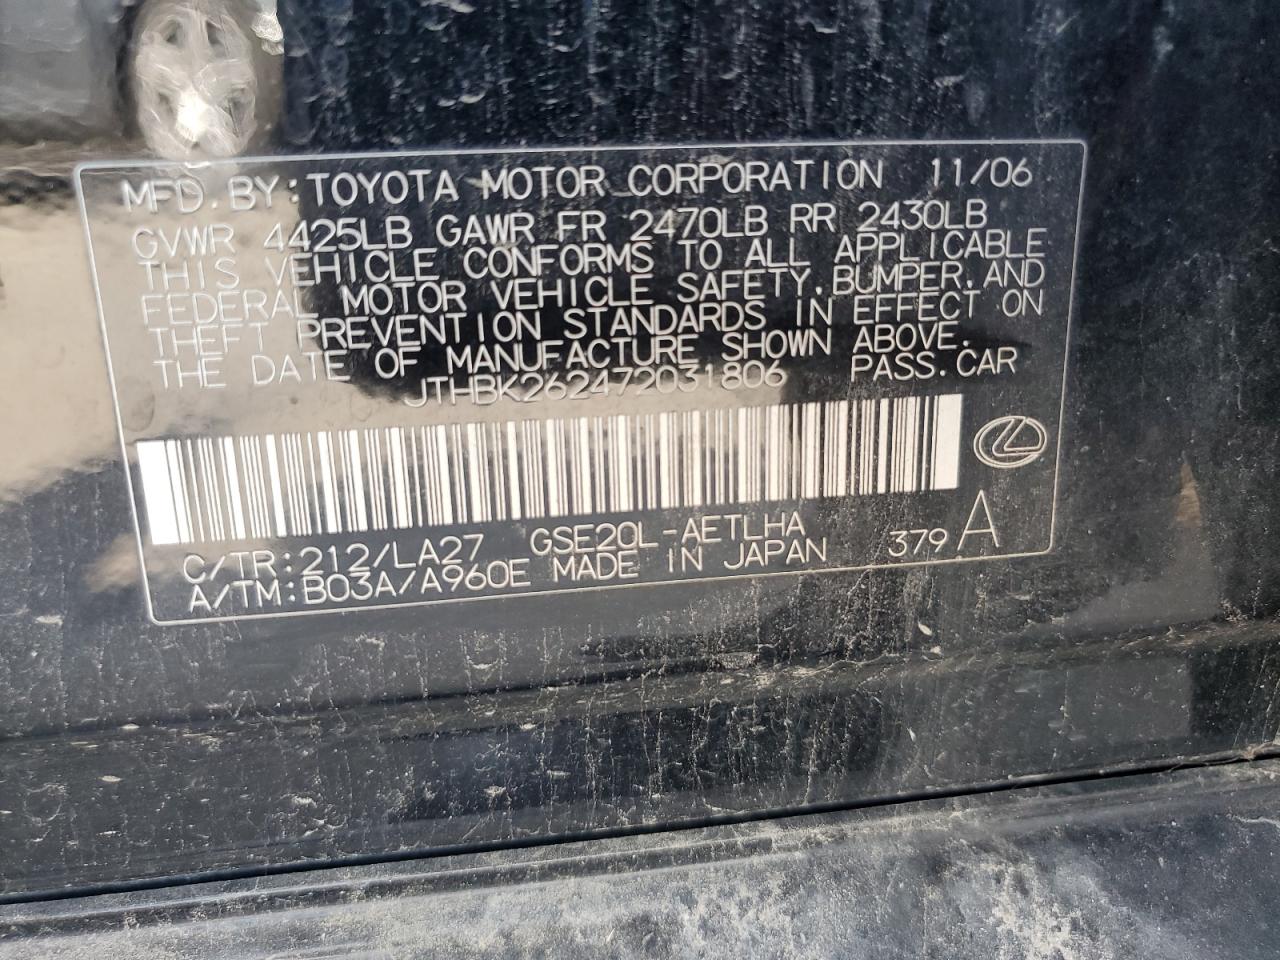 MFD. BY: TOYOTA MOTOR CORPORATION 11/06
GVWR 4425LB GAWR FR 2470LB RR 2430LB
THIS VEHICLE CONFORMS TO ALL APPLICABLE
FEDERAL MOTOR VEHICLE SAFETY, BUMPER, AND
THEFT PREVENTION STANDARDS IN EFFECT ON
THE DATE OF MANUFACTURE SHOWN ABOVE.
JTHBK262472031806 PASS. CAR
C/TR: 212/LA27 GSE20L-AETLHA
A/TM: B03A/A960E MADE IN JAPAN 379 A